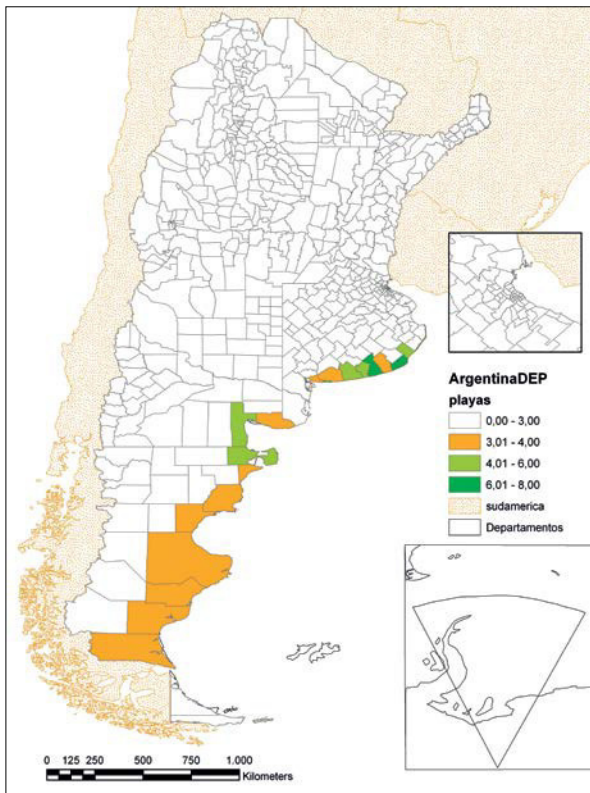 ArgentinaDEP
playas
0,00 - 3,00
3,01 - 4,00
4,01 - 6,00
6,01 - 8,00
sudamerica
Departamentos
0 125 250 500 750 1.000
Kilometers